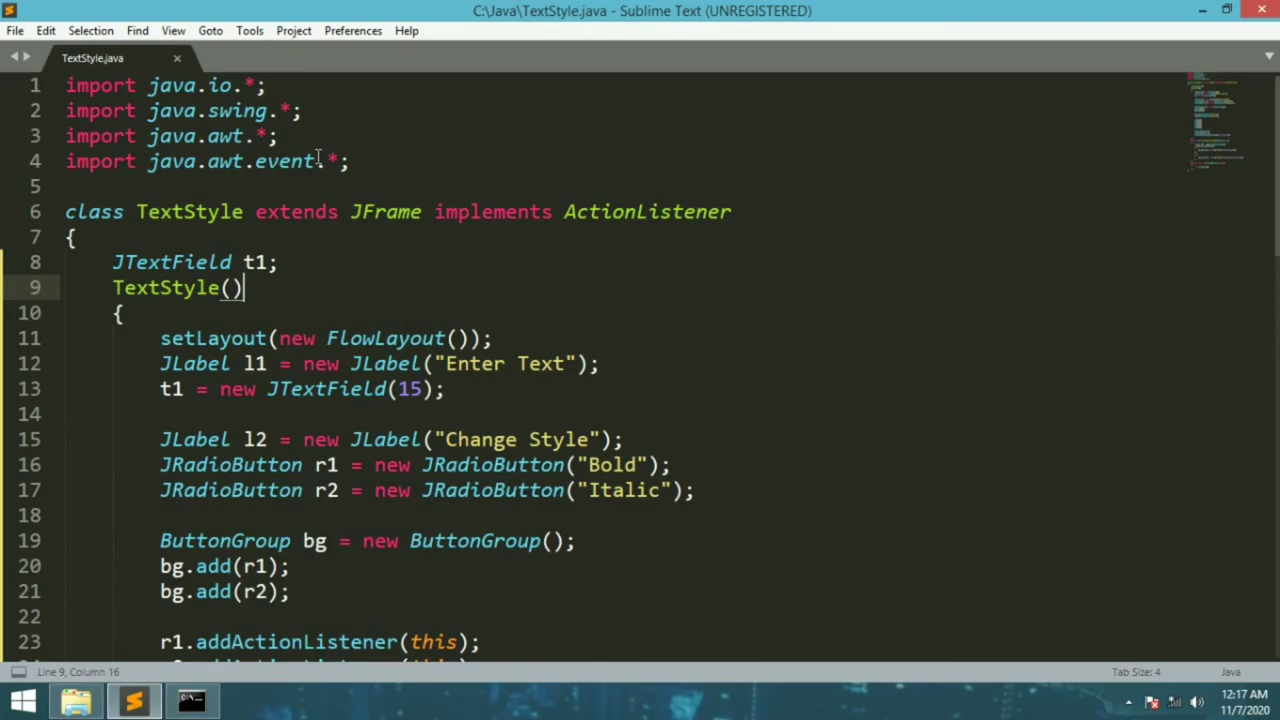 C:\Java\TextStyle.java - Sublime Text (UNREGISTERED)
File Edit Selection Find View Goto Tools Project Preferences Help
TextStyle.java
1 import java.io.*;
2 import java.swing.*;
3 import java.awt.*;
4 import java.awt.event.*;
5
6 class TextStyle extends JFrame implements ActionListener
7 {
8 JTextField t1;
9 TextStyle()
10 {
11 setLayout(new FlowLayout());
12 JLabel l1 = new JLabel("Enter Text");
13 t1 = new JTextField(15);
14
15 JLabel l2 = new JLabel("Change Style");
16 JRadioButton r1 = new JRadioButton("Bold");
17 JRadioButton r2 = new JRadioButton("Italic");
18
19 ButtonGroup bg = new ButtonGroup();
20 bg.add(r1);
21 bg.add(r2);
22
23 r1.addActionListener(this);
Line 9, Column 16 Tab Size: 4 Java
12:17 AM
11/7/2020